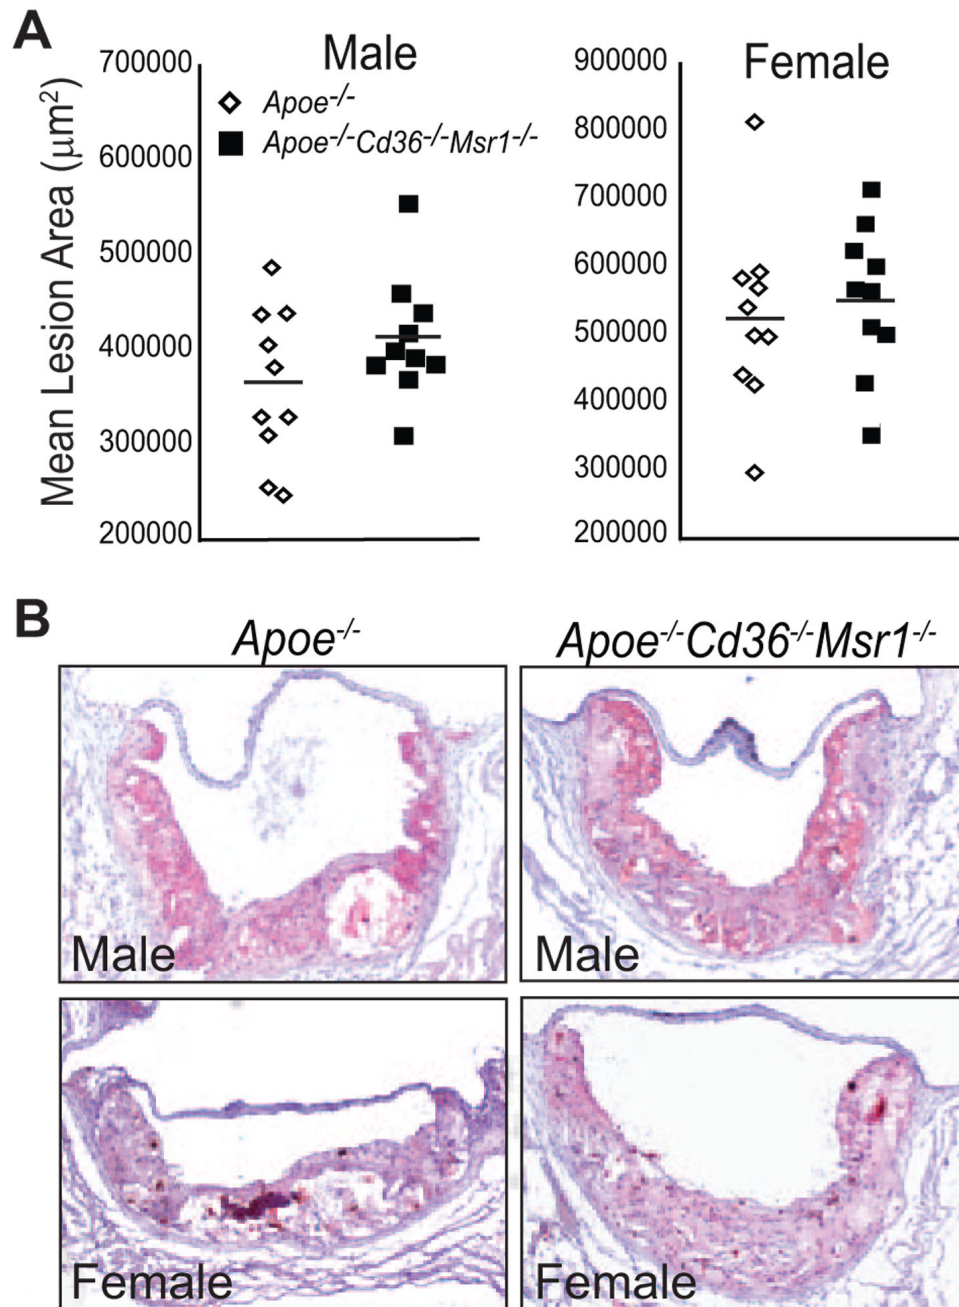 A
Male
Female
Mean Lesion Area (μm²)
700000
600000
500000
400000
300000
200000
Apoe-/-
Apoe-/-Cd36-/-Msr1-/-
900000
800000
700000
600000
500000
400000
300000
200000
B
Apoe-/-
Apoe-/-Cd36-/-Msr1-/-
Male
Male
Female
Female